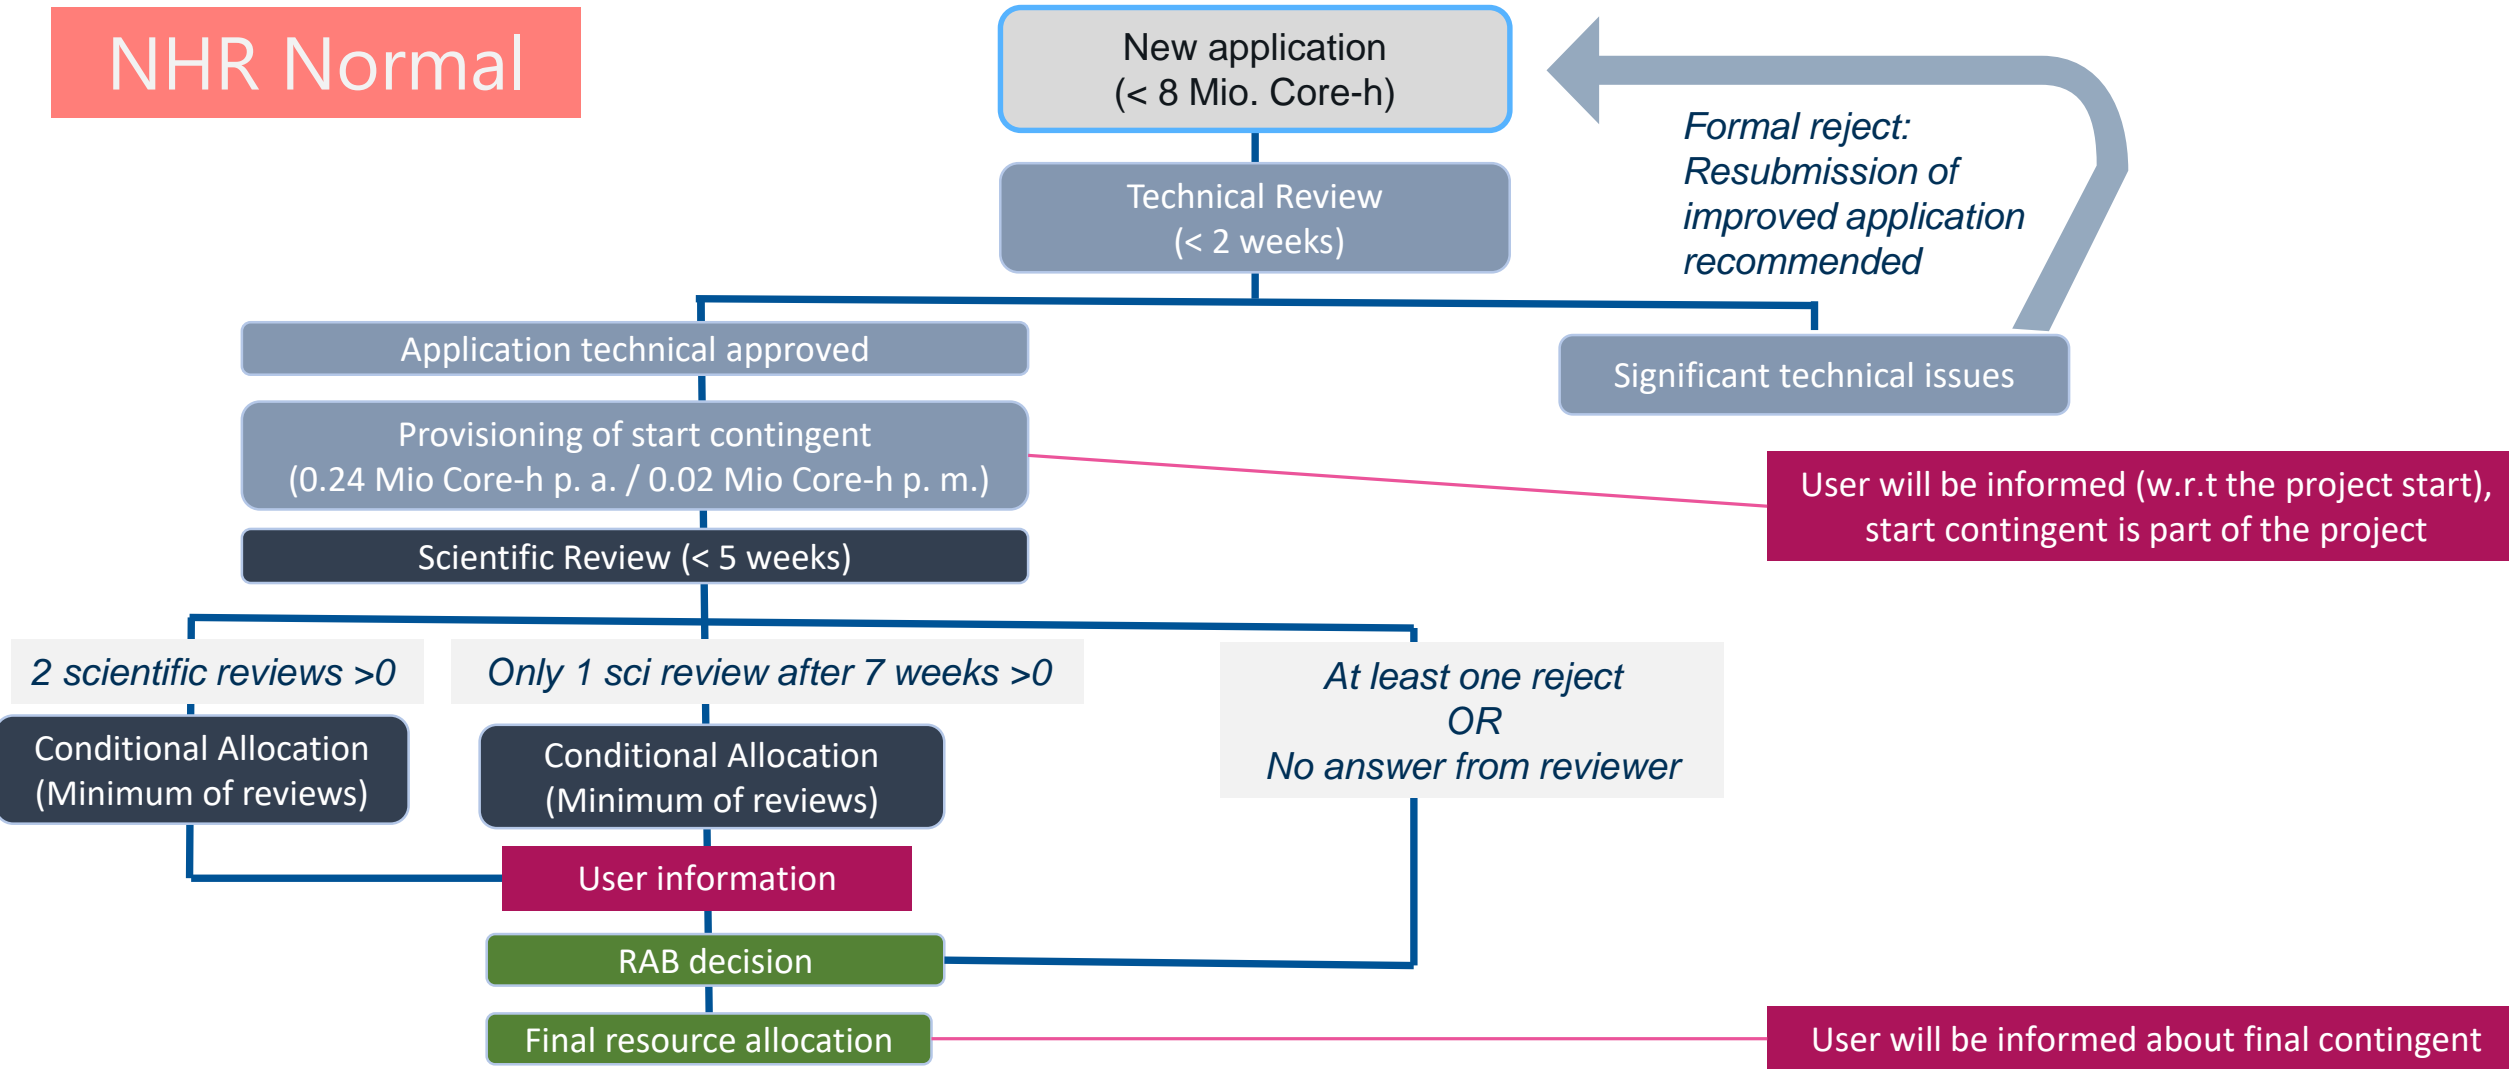 NHR Normal
New application
(< 8 Mio. Core-h)
Formal reject:
Resubmission of
improved application
recommended
Technical Review
(< 2 weeks)
Application technical approved
Significant technical issues
Provisioning of start contingent
(0.24 Mio Core-h p. a. / 0.02 Mio Core-h p. m.)
User will be informed (w.r.t the project start),
start contingent is part of the project
Scientific Review (< 5 weeks)
2 scientific reviews >0
Only 1 sci review after 7 weeks >0
At least one reject
OR
No answer from reviewer
Conditional Allocation
(Minimum of reviews)
Conditional Allocation
(Minimum of reviews)
User information
RAB decision
Final resource allocation
User will be informed about final contingent